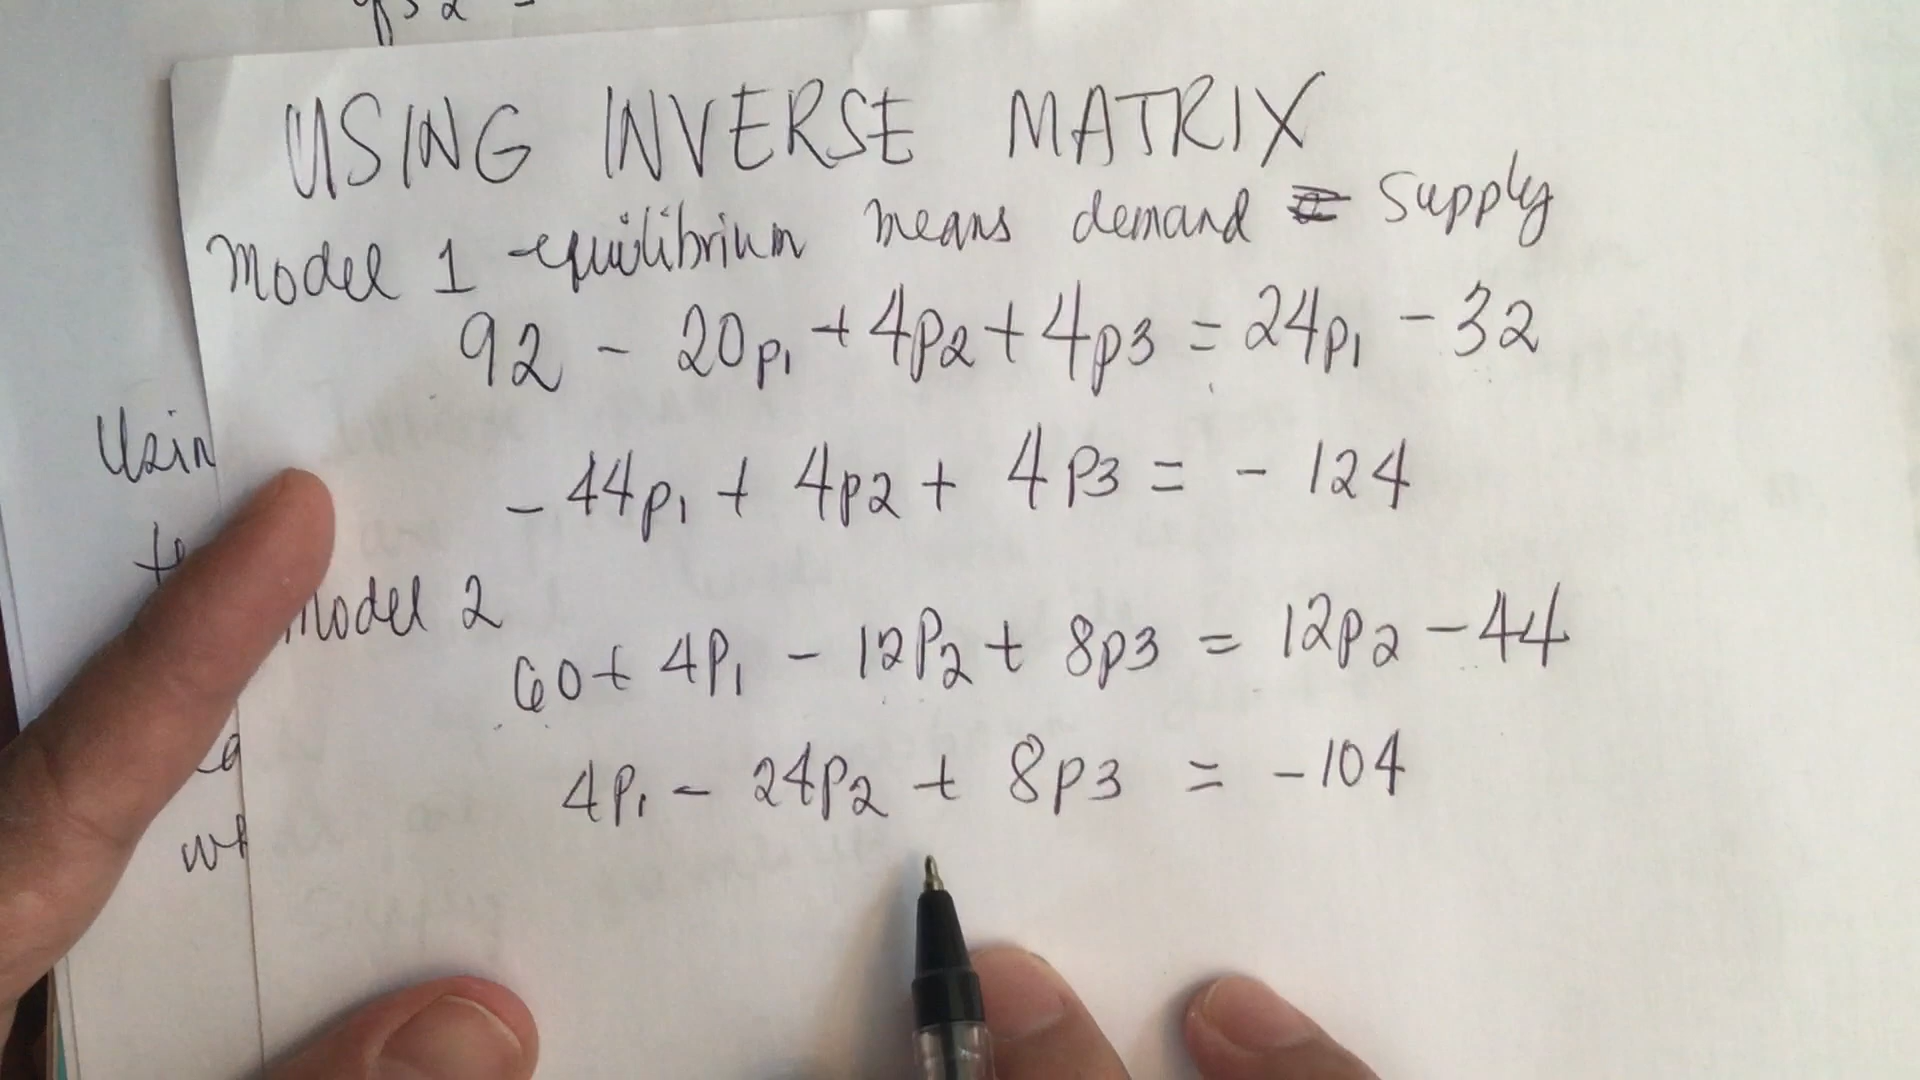 USING INVERSE MATRIX
Model 1 equilibrium means demand = Supply
92 - 20p1 + 4p2 + 4p3 = 24p1 - 32
Usin
- 44p1 + 4p2 + 4p3 = - 124
Model 2
60 + 4P1 - 12P2 + 8p3 = 12p2 - 44
4P1 - 24P2 + 8p3 = -104